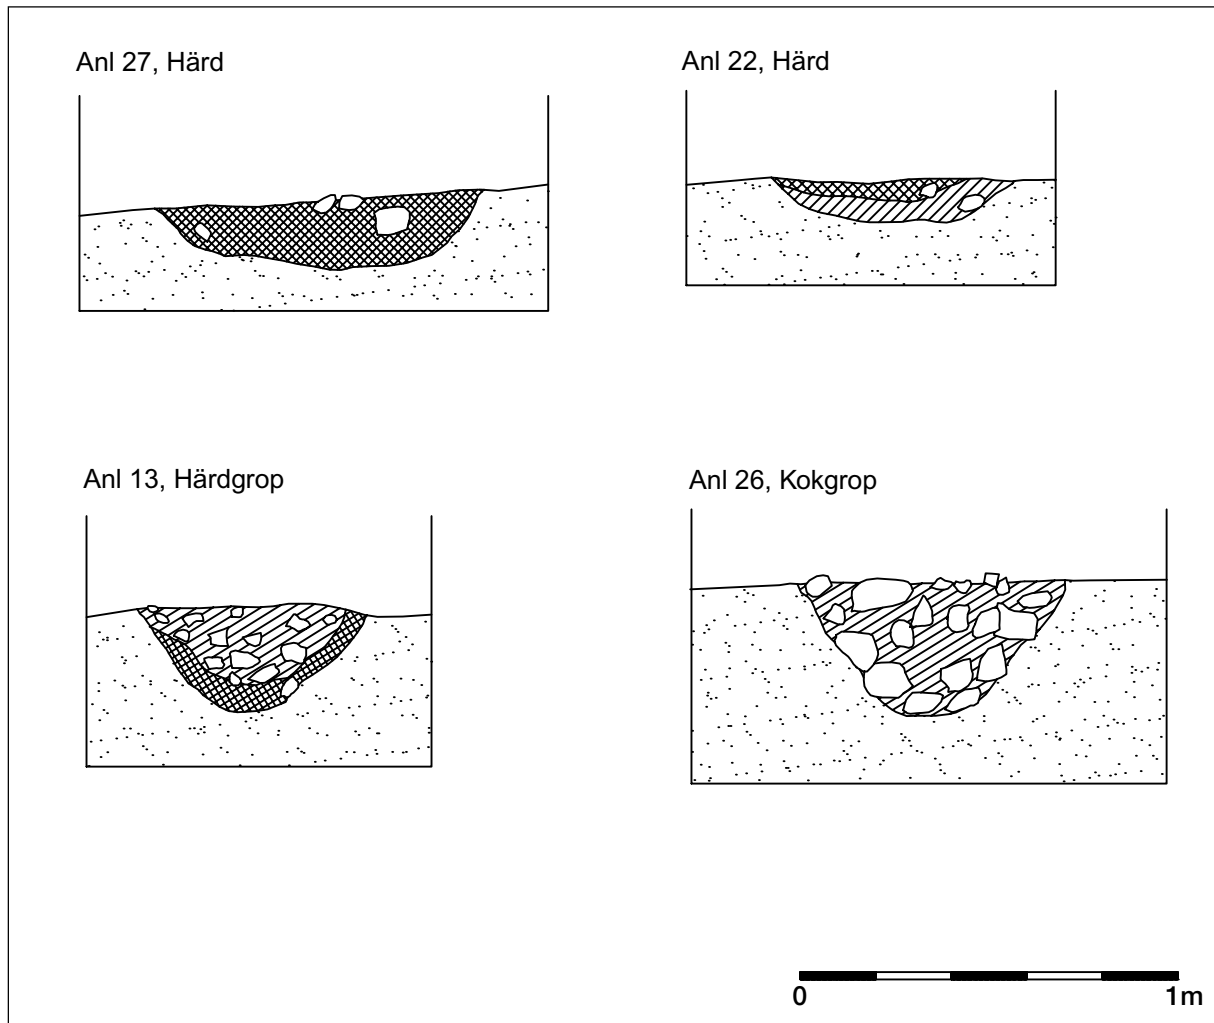 Anl 27, Härd
Anl 22, Härd
Anl 13, Härdgrop
Anl 26, Kokgrop
0 1m